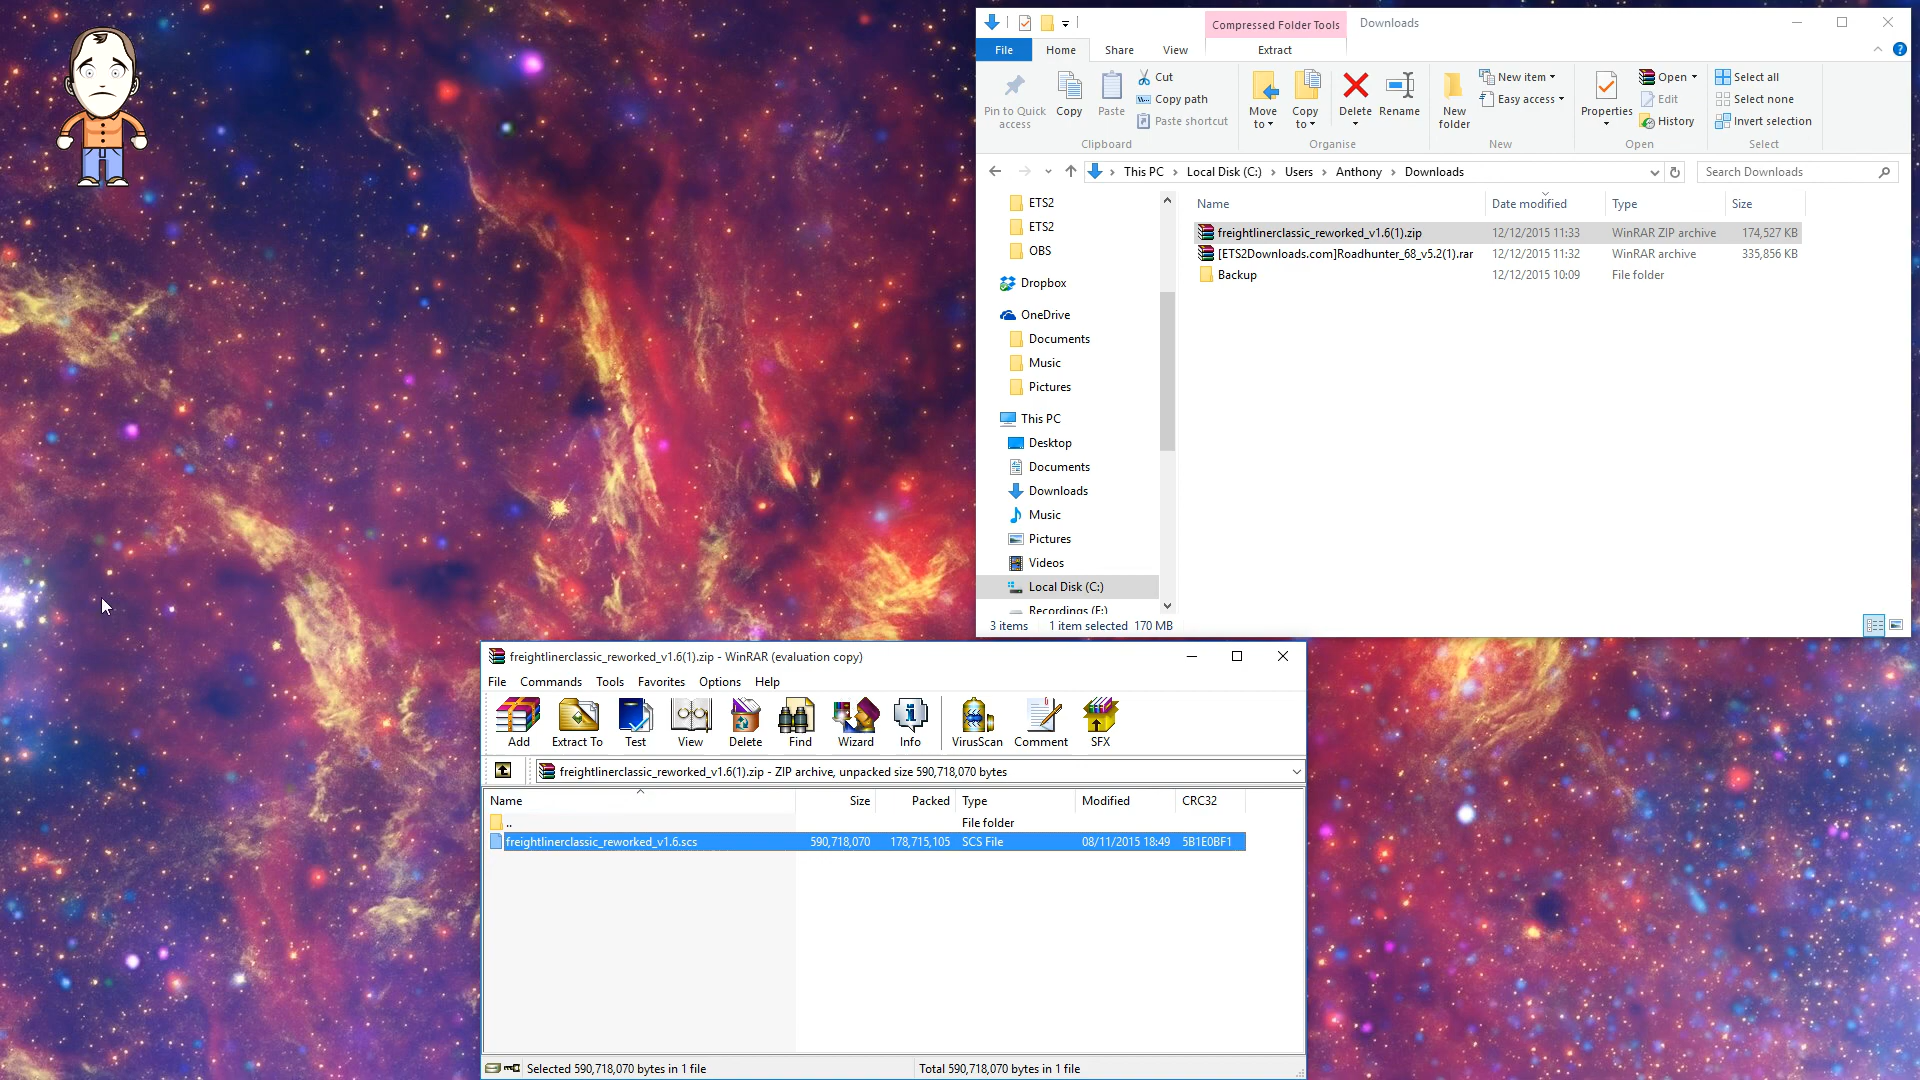 Compressed Folder Tools Downloads
File Home Share View Extract
Pin to Quick access
Copy
Paste
Cut
Copy path
Paste shortcut
Clipboard
Move to
Copy to
Delete
Rename
Organise
New folder
New item
Easy access
New
Properties
Open
Edit
History
Open
Select all
Select none
Invert selection
Select
This PC Local Disk (C:) Users Anthony Downloads
Search Downloads
ETS2
ETS2
OBS
Dropbox
OneDrive
Documents
Music
Pictures
This PC
Desktop
Documents
Downloads
Music
Pictures
Videos
Local Disk (C:)
Recordings (F:)
Name Date modified Type Size
freightlinerclassic_reworked_v1.6(1).zip 12/12/2015 11:33 WinRAR ZIP archive 174,527 KB
[ETS2Downloads.com]Roadhunter_68_v5.2(1).rar 12/12/2015 11:32 WinRAR archive 335,856 KB
Backup 12/12/2015 10:09 File folder
3 items 1 item selected 170 MB
freightlinerclassic_reworked_v1.6(1).zip - WinRAR (evaluation copy)
File Commands Tools Favorites Options Help
Add Extract To Test View Delete Find Wizard Info VirusScan Comment SFX
freightlinerclassic_reworked_v1.6(1).zip - ZIP archive, unpacked size 590,718,070 bytes
Name Size Packed Type Modified CRC32
.. File folder
freightlinerclassic_reworked_v1.6.scs 590,718,070 178,715,105 SCS File 08/11/2015 18:49 5B1E0BF1
Selected 590,718,070 bytes in 1 file Total 590,718,070 bytes in 1 file